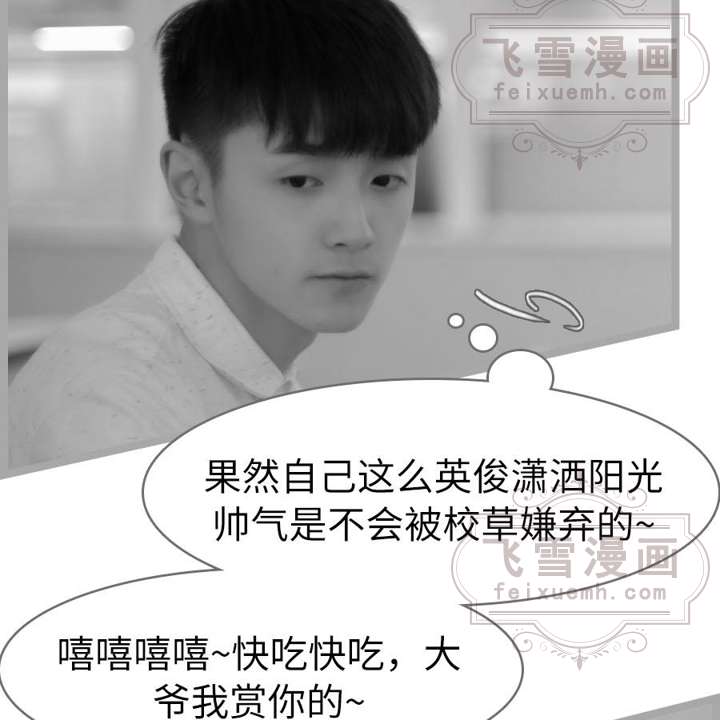 飞雪漫画
feixuemh.com
果然自己这么英俊潇洒阳光
帅气是不会被校草嫌弃的~
飞雪漫画
feixuemh.com
嘻嘻嘻嘻~快吃快吃，大
爷我赏你的~